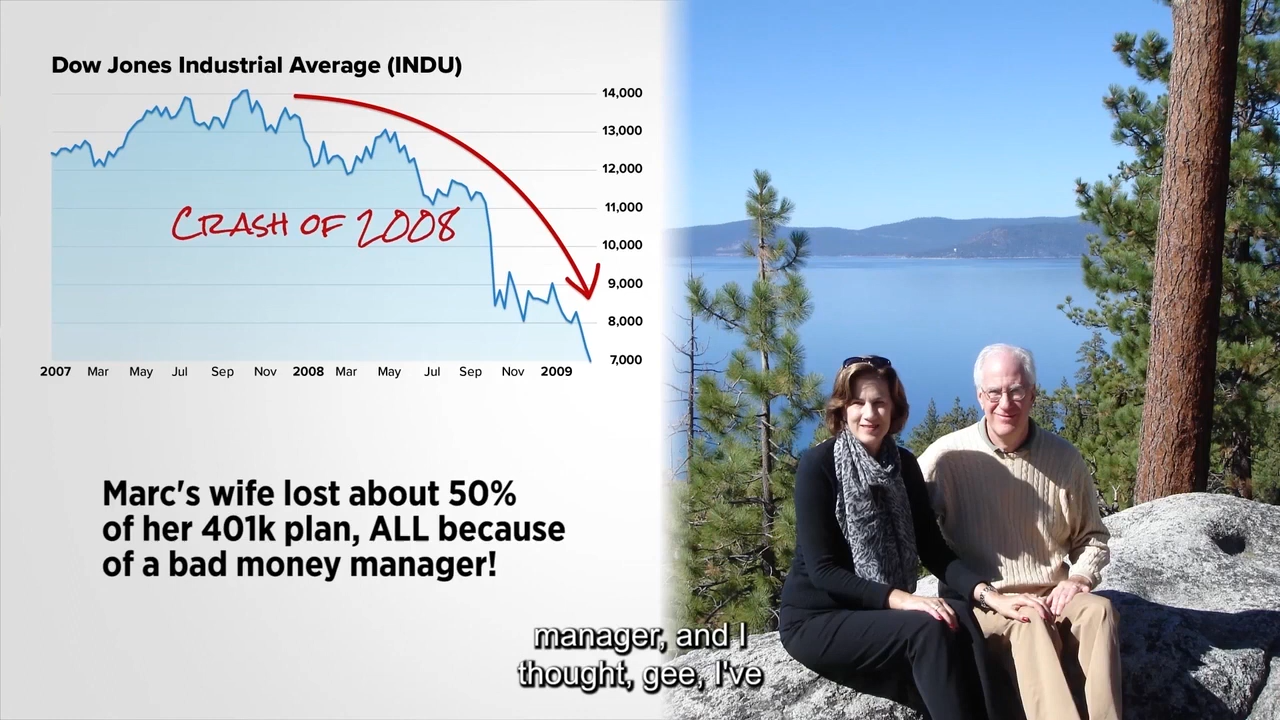 Dow Jones Industrial Average (INDU)
14,000
13,000
12,000
11,000
10,000
9,000
8,000
7,000
CRASH OF 2008
2007 Mar May Jul Sep Nov 2008 Mar May Jul Sep Nov 2009
Marc's wife lost about 50%
of her 401k plan, ALL because
of a bad money manager!
manager, and I
thought, gee, I've